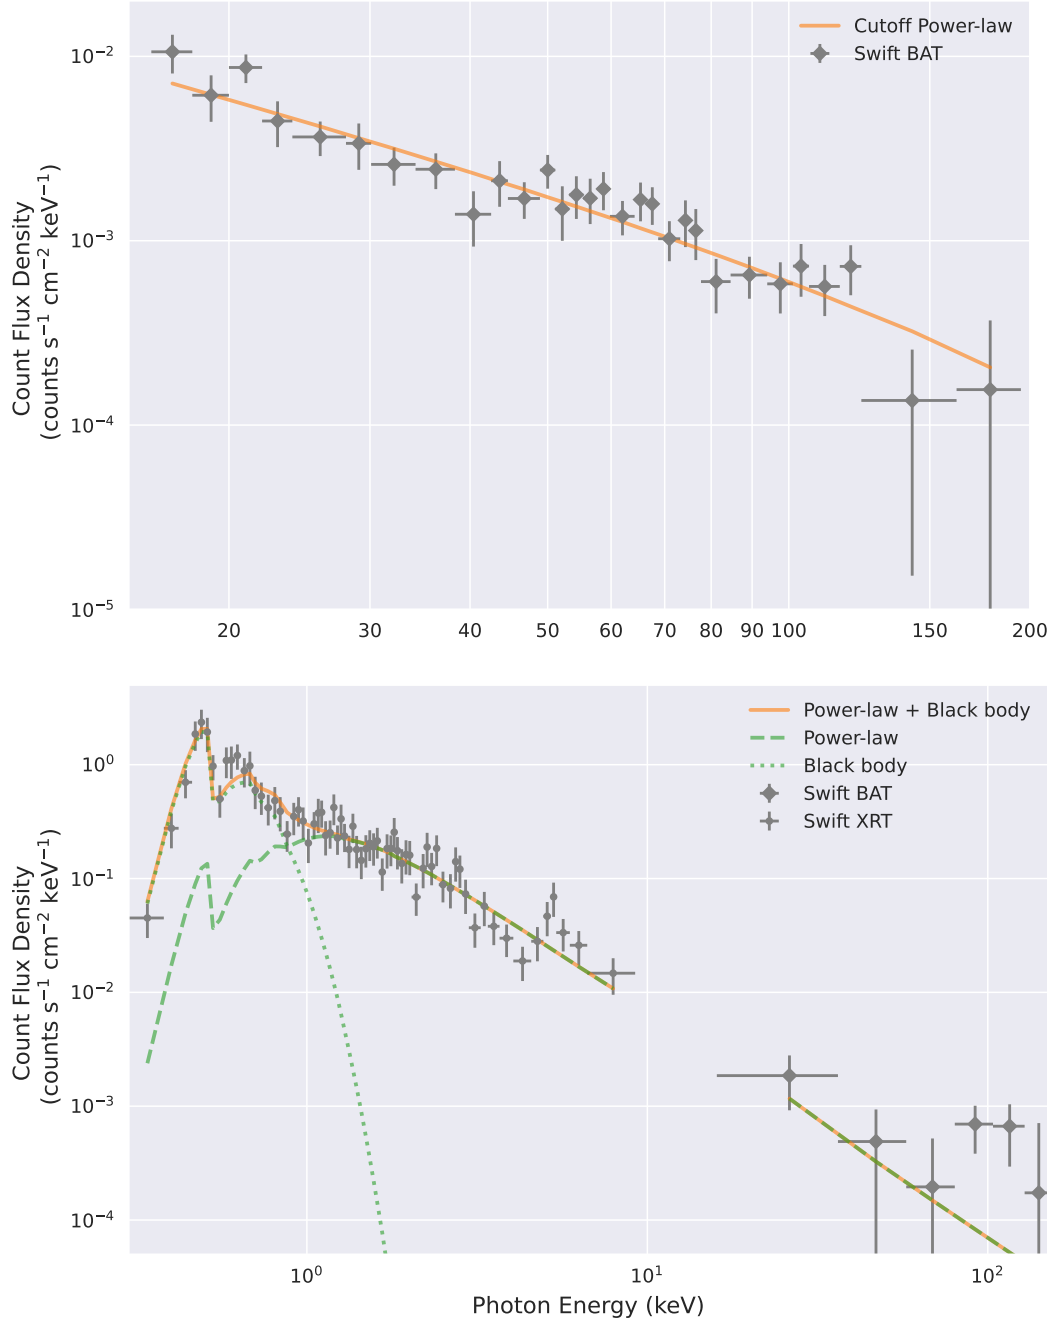 Cutoff Power-law
Swift BAT
10⁻²
10⁻³
10⁻⁴
10⁻⁵
Count Flux Density
(counts s⁻¹ cm⁻² keV⁻¹)
20 30 40 50 60 70 80 90 100 150 200
Power-law + Black body
Power-law
Black body
Swift BAT
Swift XRT
10⁰
10⁻¹
10⁻²
10⁻³
10⁻⁴
Count Flux Density
(counts s⁻¹ cm⁻² keV⁻¹)
10⁰ 10¹ 10²
Photon Energy (keV)